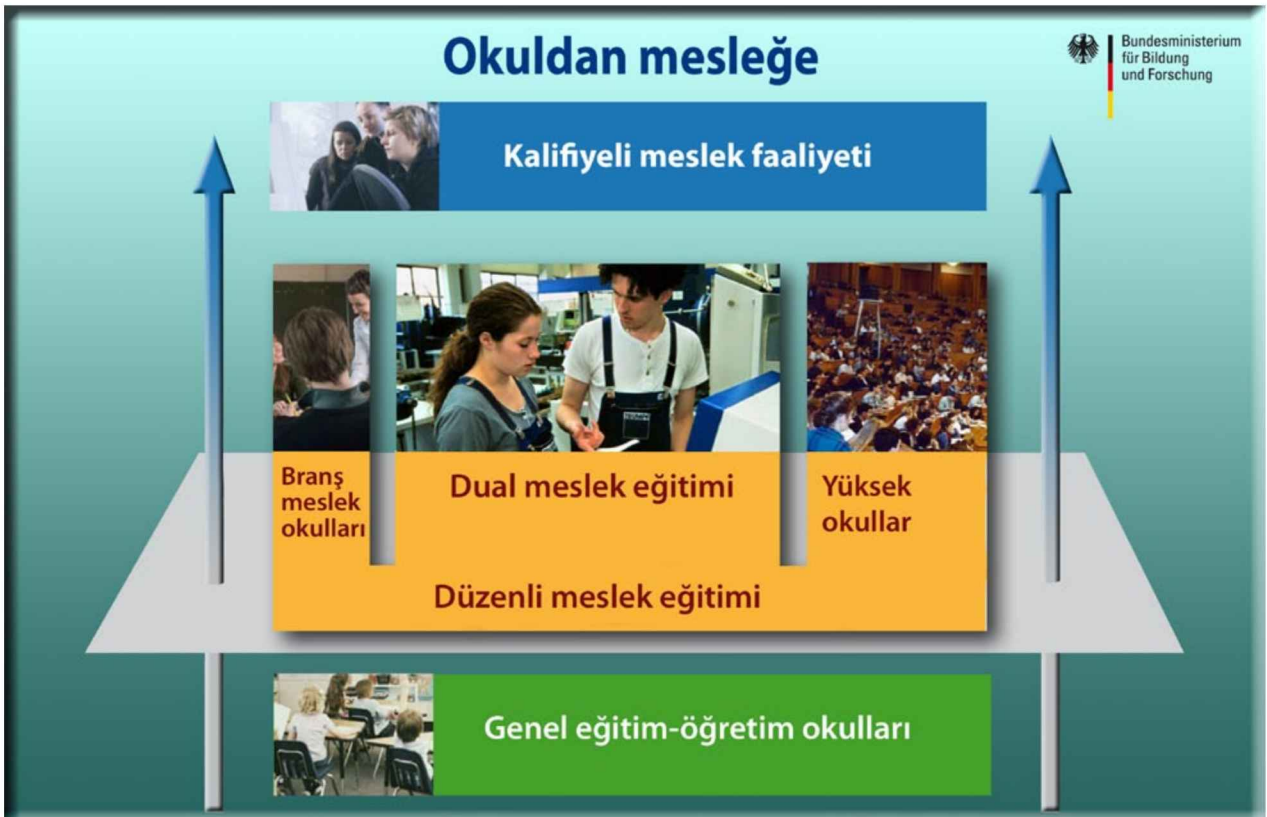 Okuldan mesleğe
Bundesministerium
für Bildung
und Forschung
Kalifiyeli meslek faaliyeti
Branş
meslek
okulları
Dual meslek eğitimi
Yüksek
okullar
Düzenli meslek eğitimi
Genel eğitim-öğretim okulları